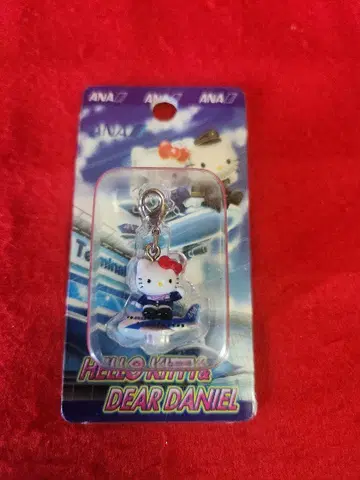 ANA ANA ANA
ANA
Terminal
HELLO KITTY &
DEAR DANIEL